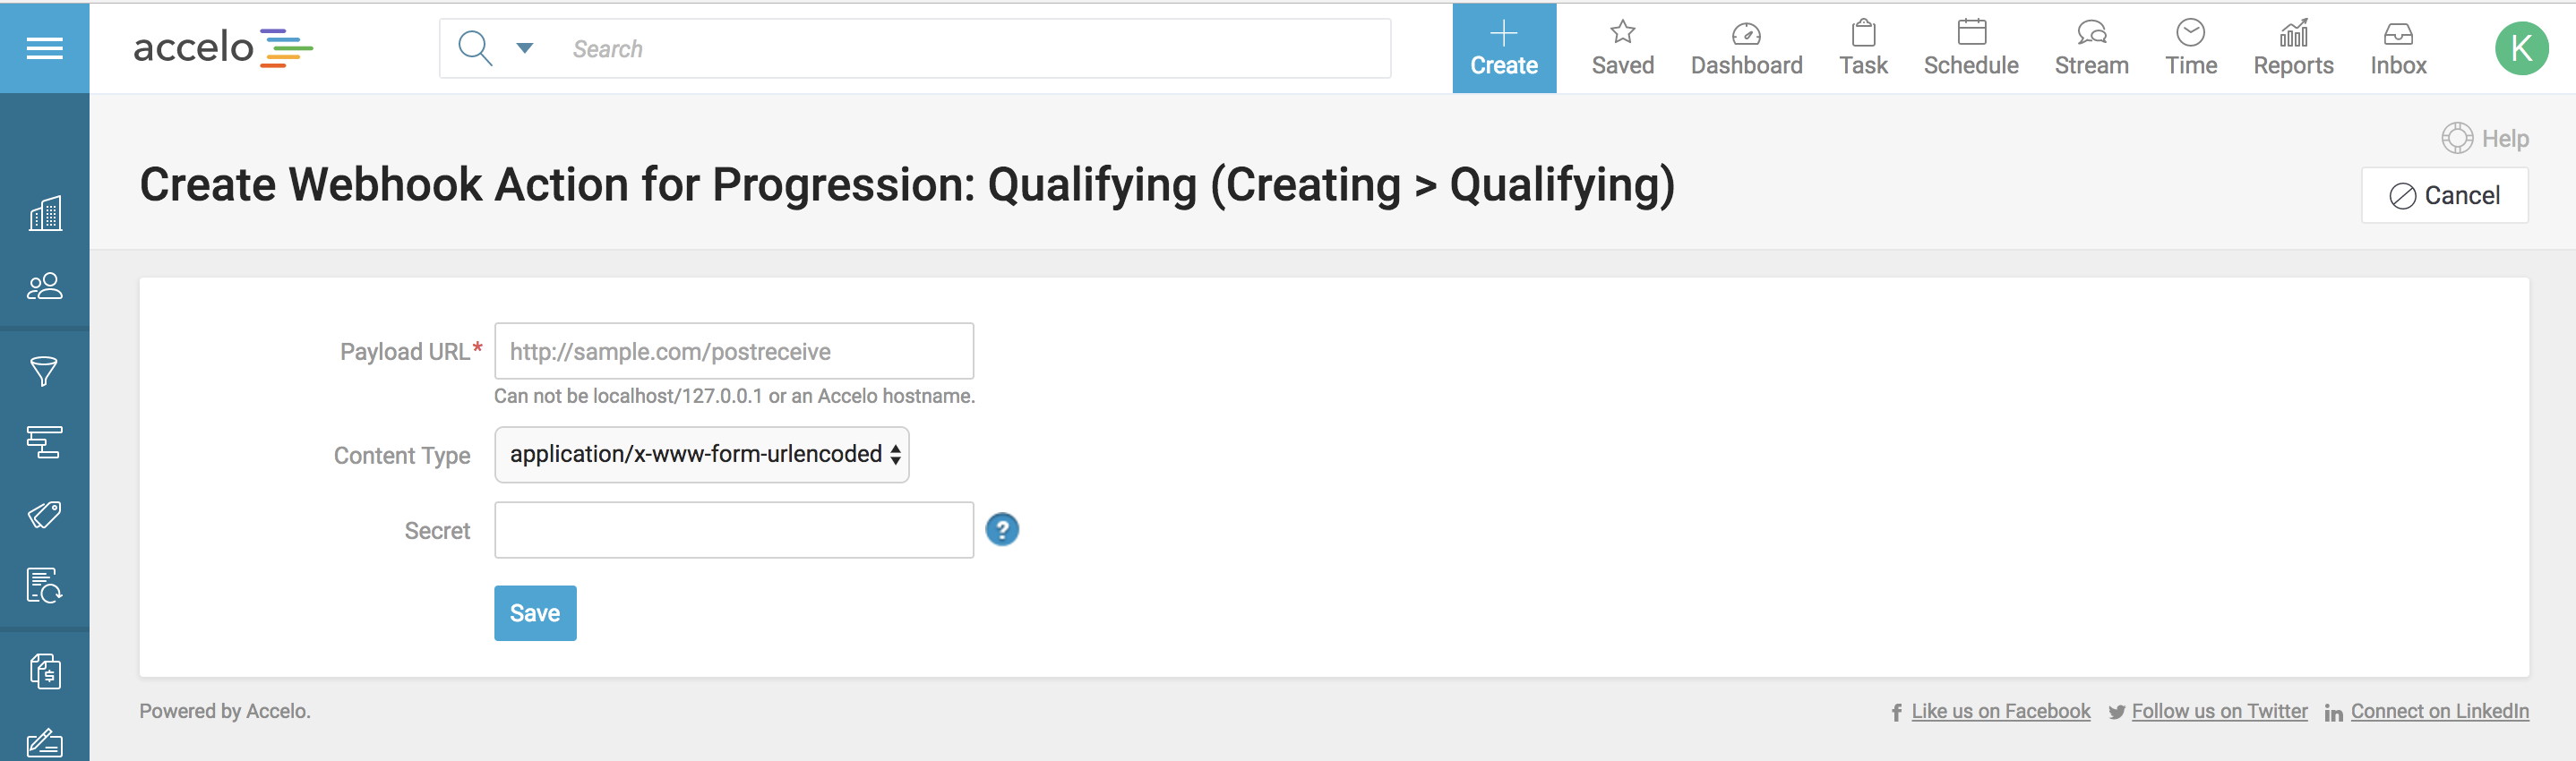 accelo
Search
Create
Saved
Dashboard
Task
Schedule
Stream
Time
Reports
Inbox
K
Help
Create Webhook Action for Progression: Qualifying (Creating > Qualifying)
Cancel
Payload URL* http://sample.com/postreceive
Can not be localhost/127.0.0.1 or an Accelo hostname.
Content Type application/x-www-form-urlencoded
Secret ?
Save
Powered by Accelo.
Like us on Facebook Follow us on Twitter Connect on LinkedIn